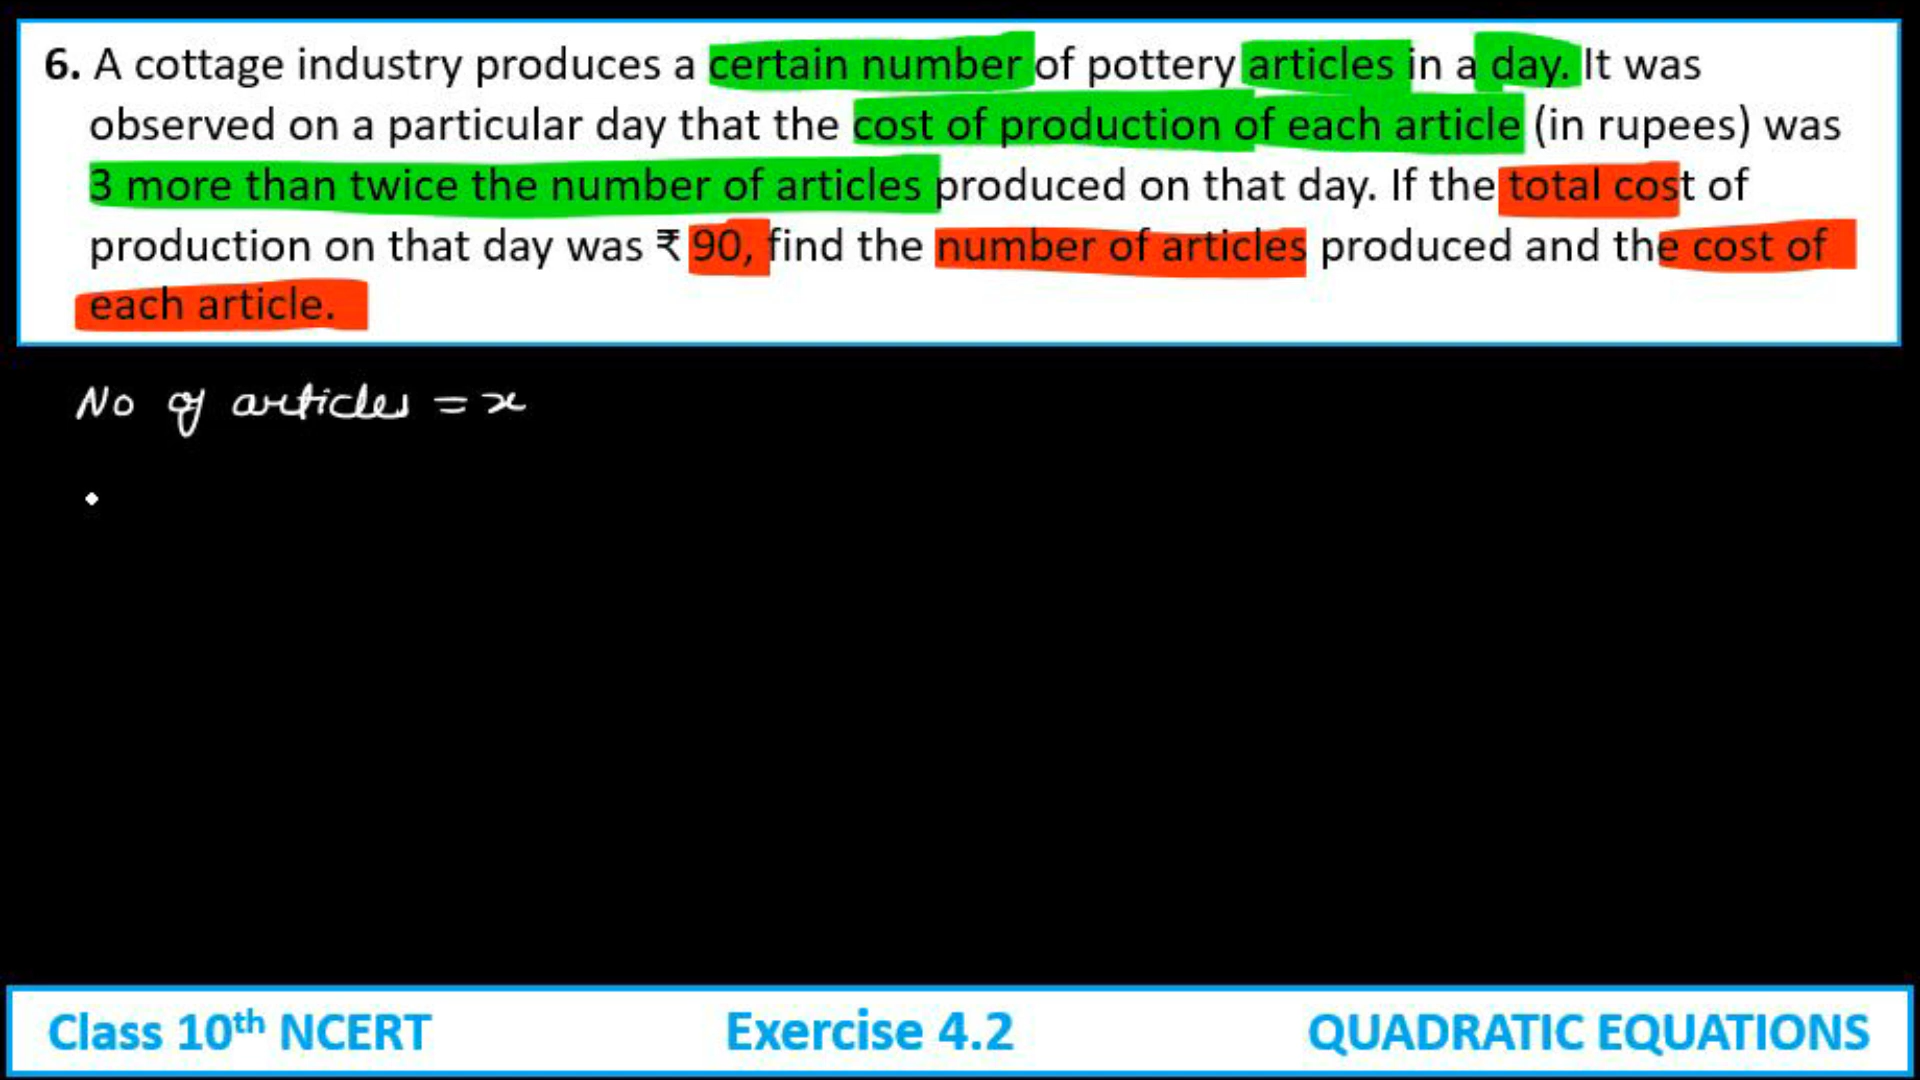 6. A cottage industry produces a certain number of pottery articles in a day. It was
observed on a particular day that the cost of production of each article (in rupees) was
3 more than twice the number of articles produced on that day. If the total cost of
production on that day was ₹ 90, find the number of articles produced and the cost of
each article.
No of articles = x
Class 10th NCERT
Exercise 4.2
QUADRATIC EQUATIONS